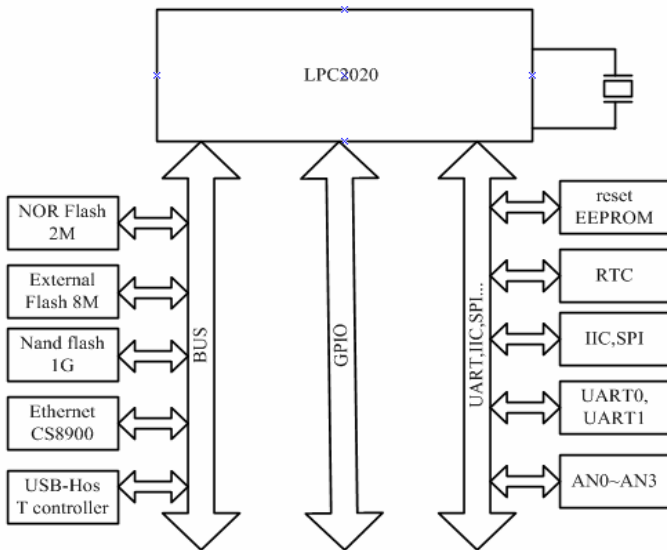 LPC2020
NOR Flash
2M
External
Flash 8M
Nand flash
1G
Ethernet
CS8900
USB-Hos
T controller
BUS
GPIO
UART,IIC,SPI...
reset
EEPROM
RTC
IIC,SPI
UART0,
UART1
AN0~AN3